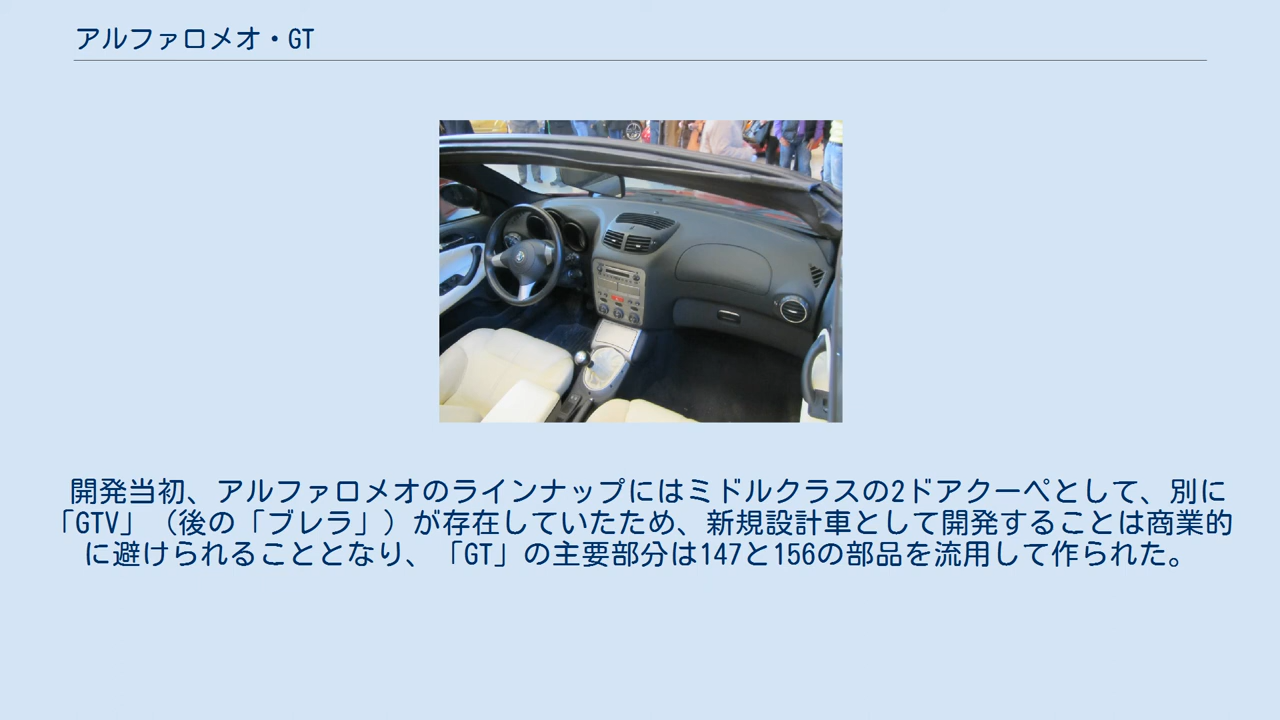 アルファロメオ・GT
開発当初、アルファロメオのラインナップにはミドルクラスの2ドアクーペとして、別に
「GTV」（後の「ブレラ」）が存在していたため、新規設計車として開発することは商業的
に避けられることとなり、「GT」の主要部分は147と156の部品を流用して作られた。